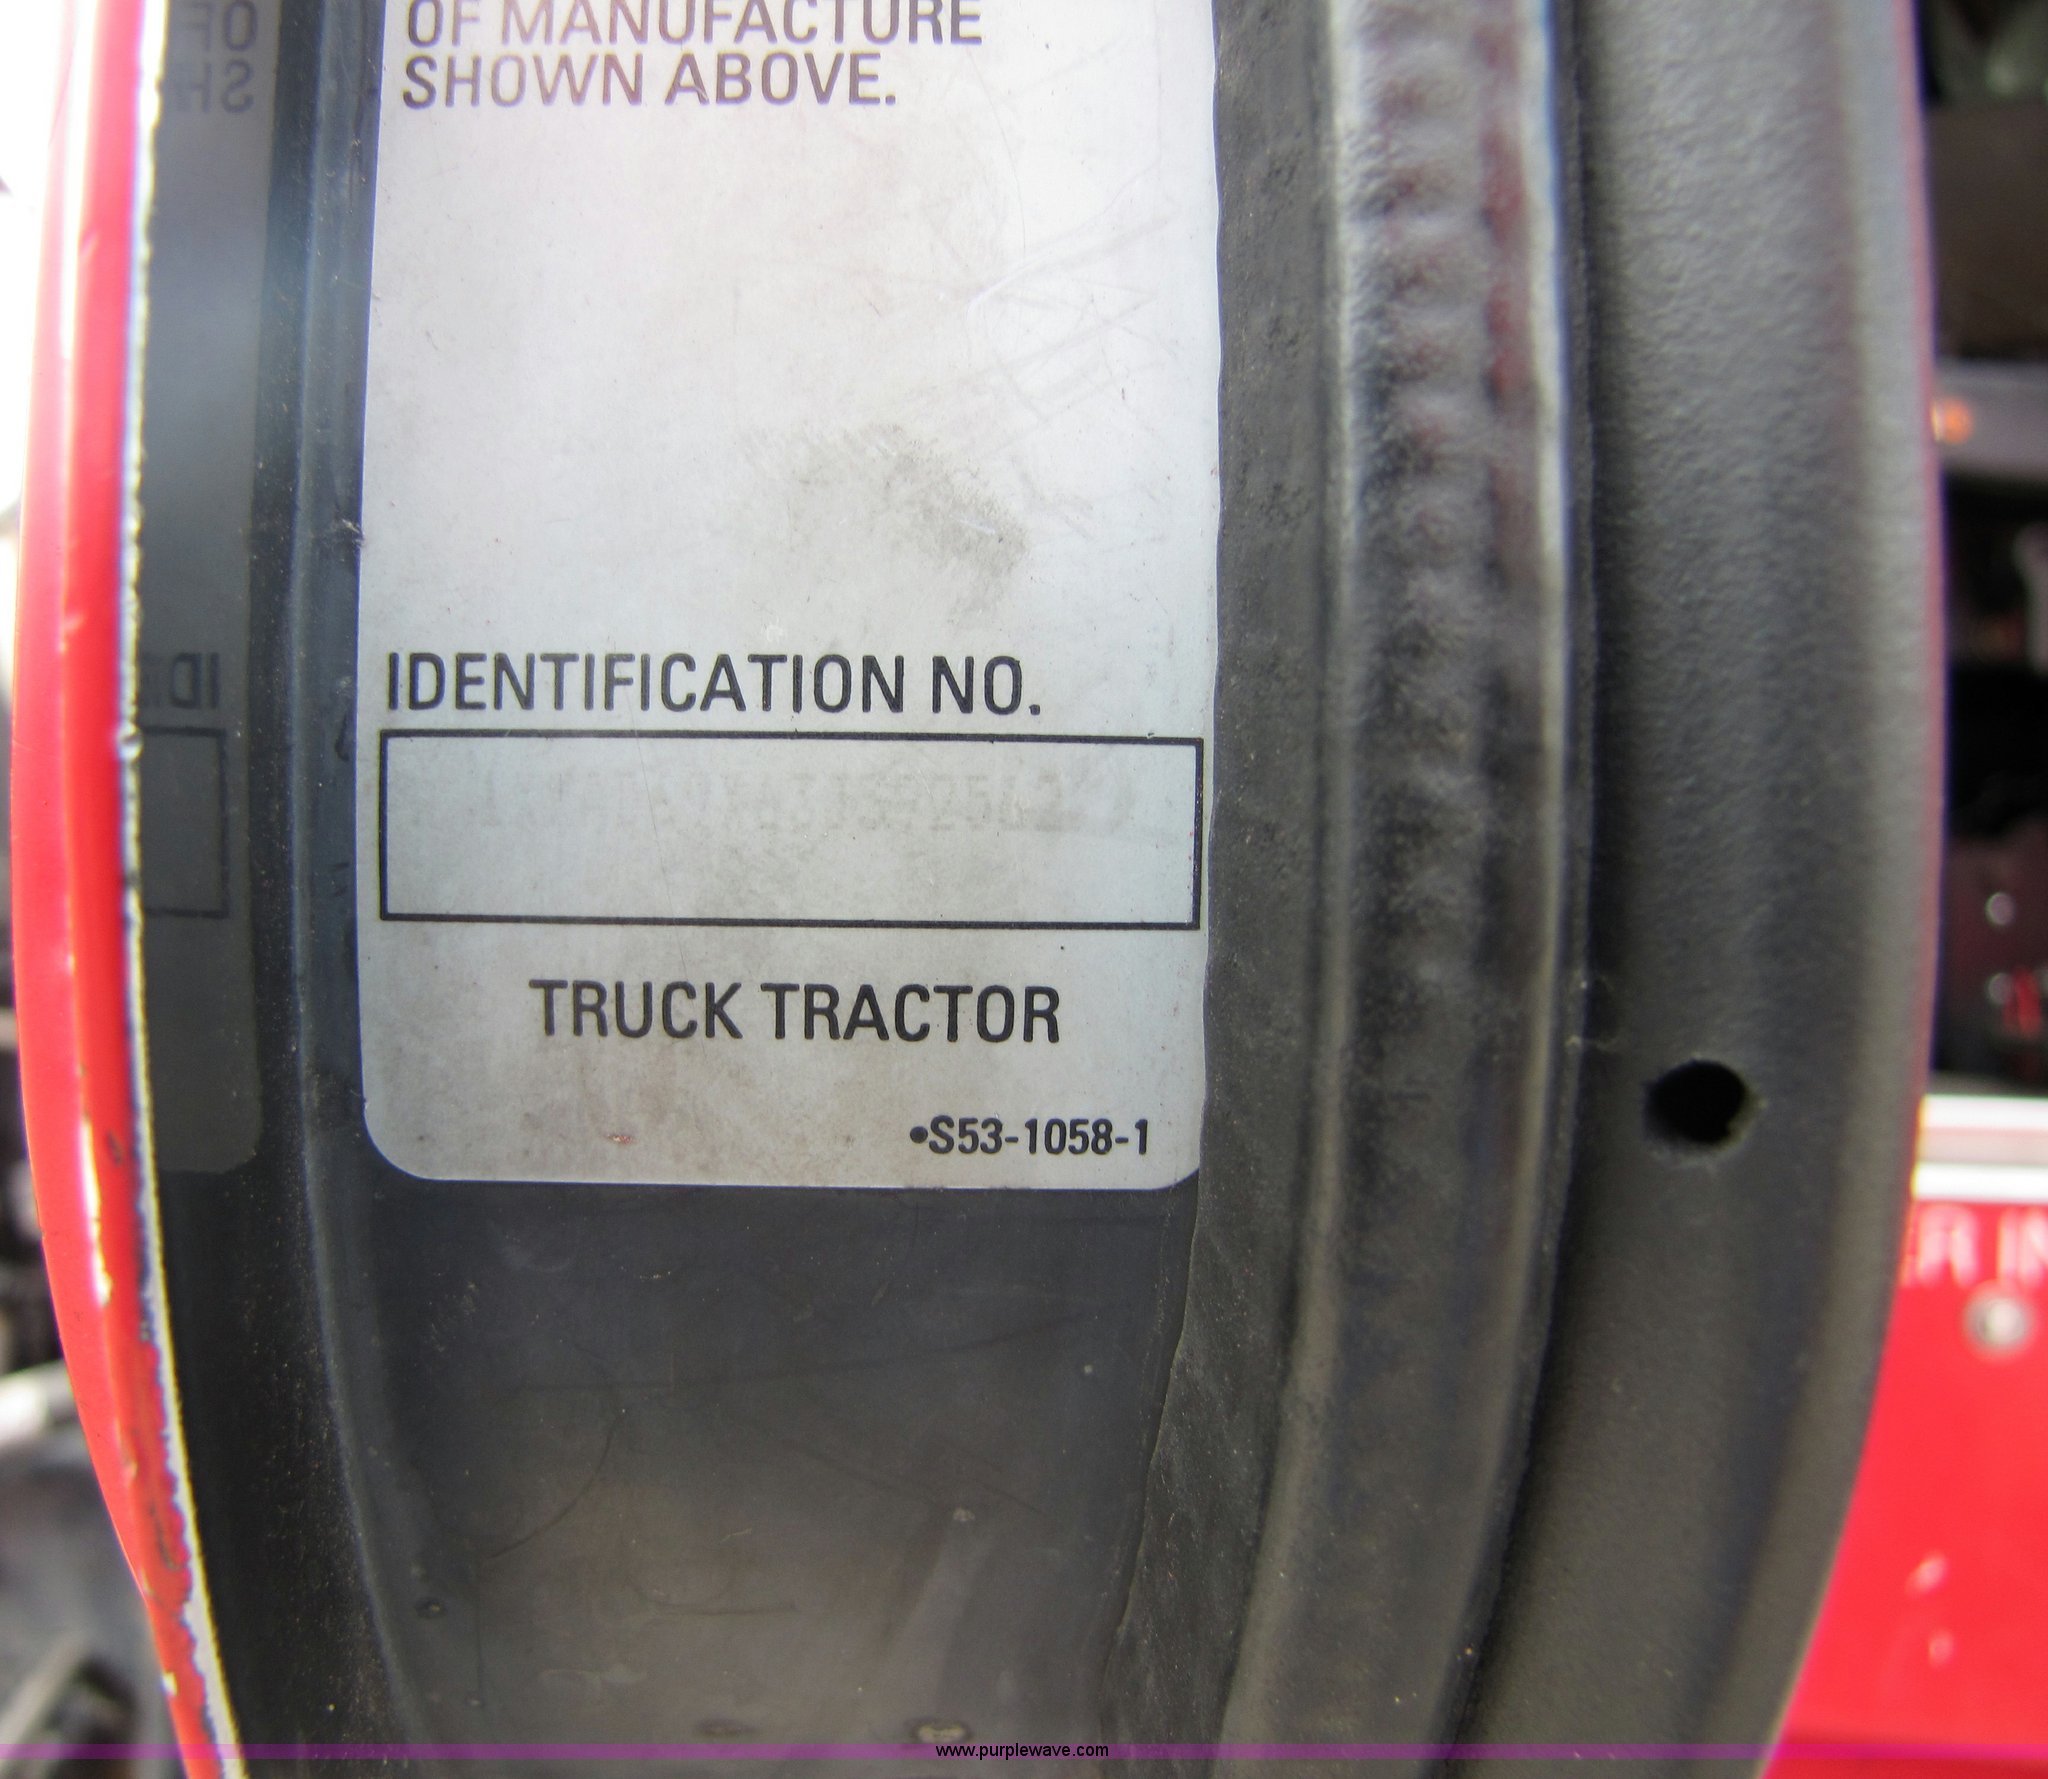 OF MANUFACTURE
SHOWN ABOVE.
IDENTIFICATION NO.
TRUCK TRACTOR
•S53-1058-1
www.purplewave.com